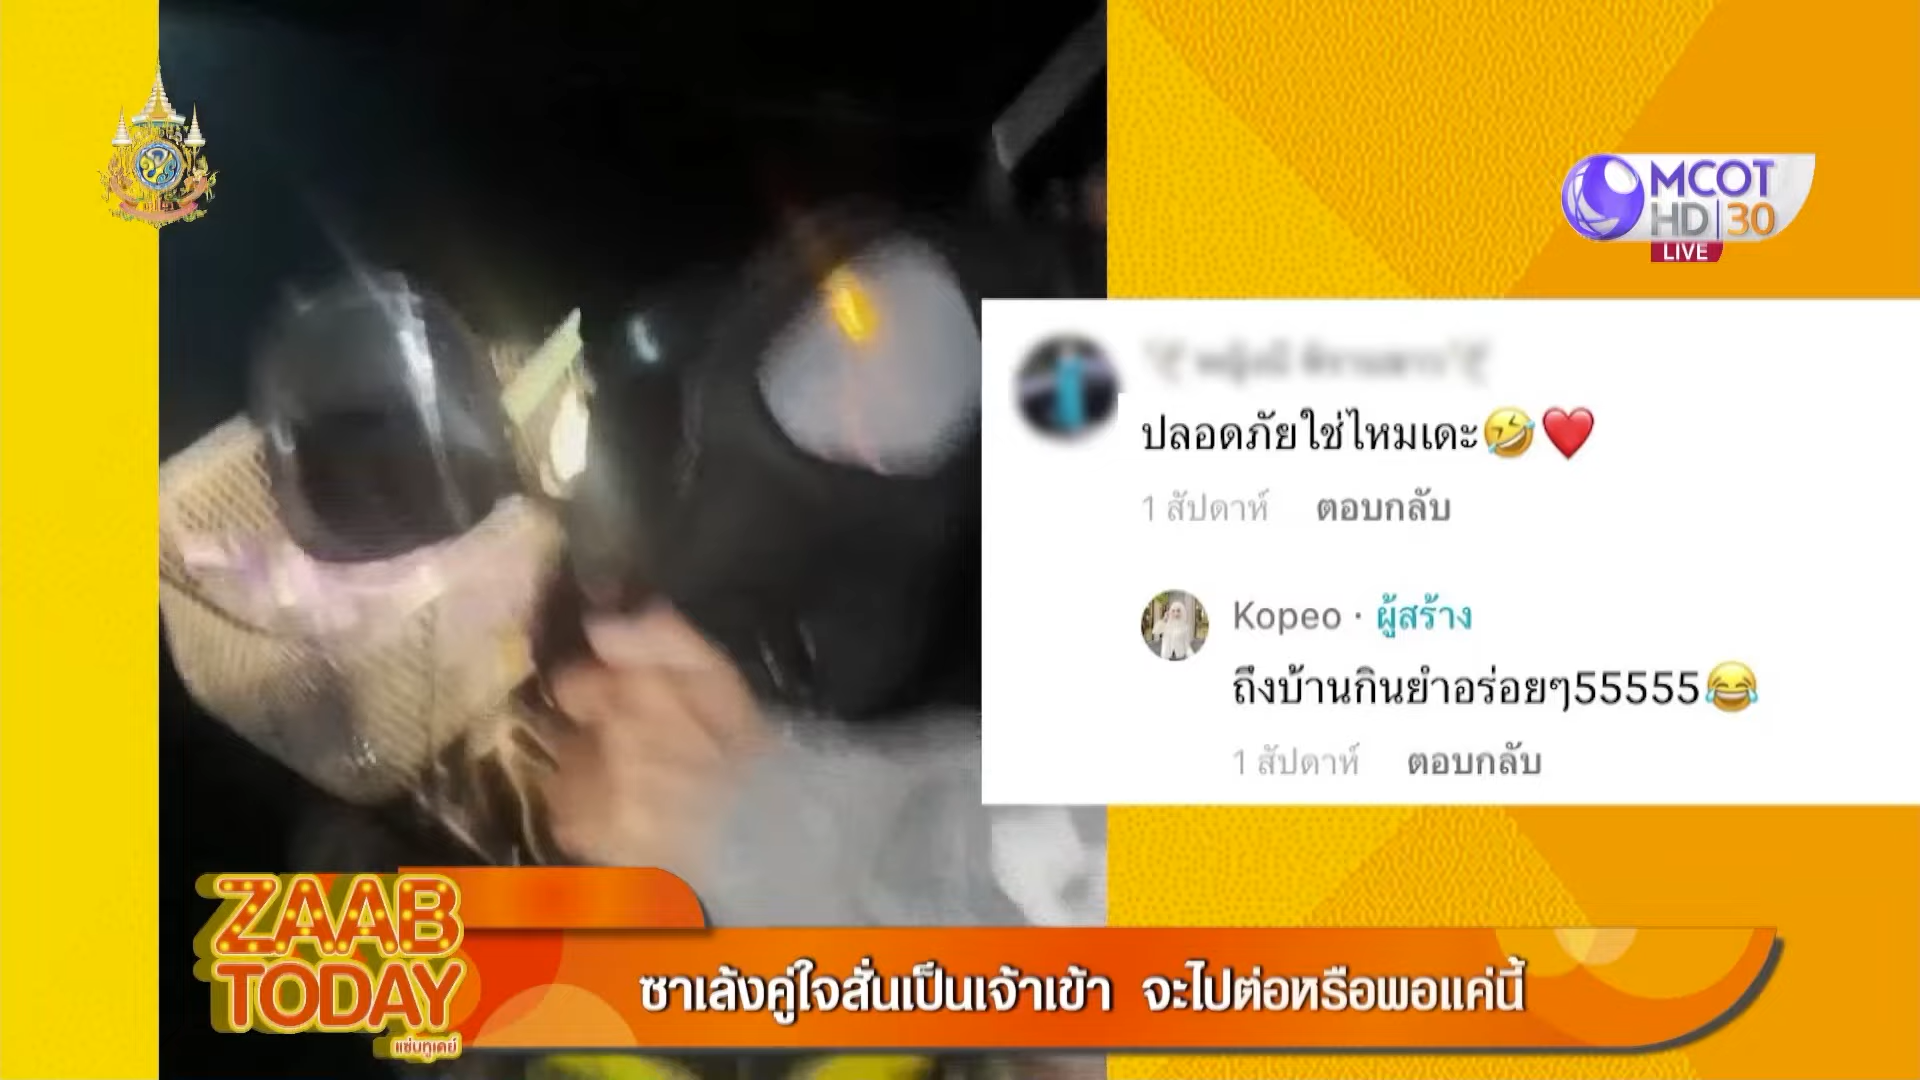 MCOT
HD 30
LIVE
ปลอดภัยใช่ไหมเดะ🤣❤️
1 สัปดาห์ ตอบกลับ
Kopeo · ผู้สร้าง
ถึงบ้านกินยำอร่อยๆ55555😂
1 สัปดาห์ ตอบกลับ
ZAAB
TODAY
แซ่บทูเดย์
ซาเล้งคู่ใจสั่นเป็นเจ้าเข้า จะไปต่อหรือพอแค่นี้